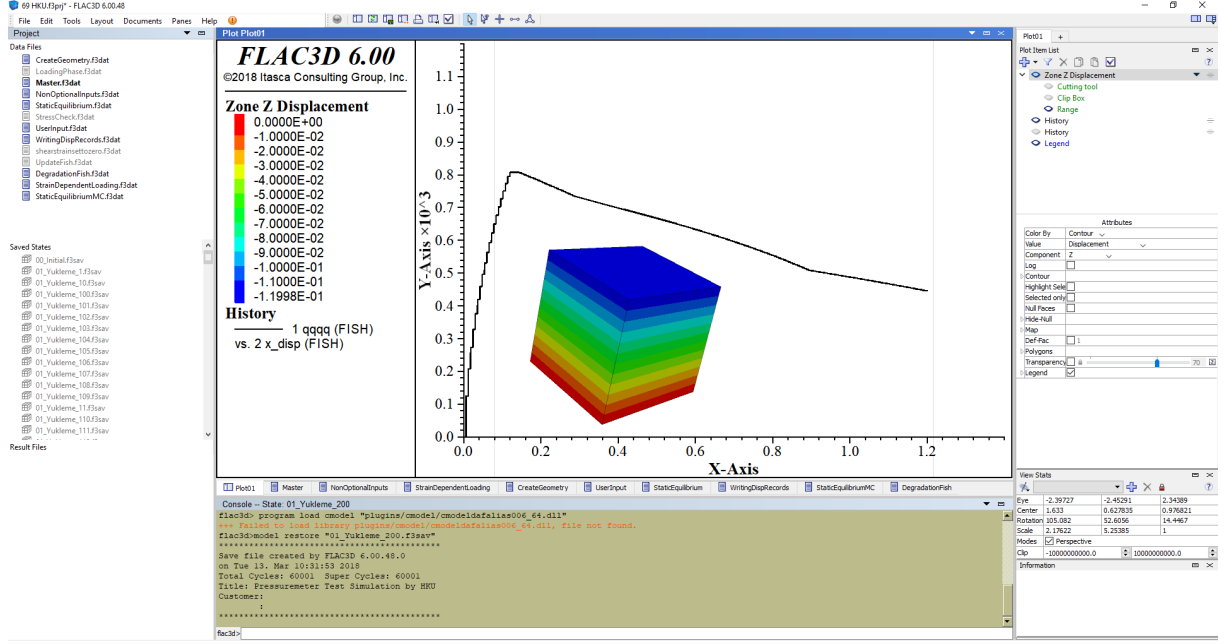 69 HKU.f3prj* - FLAC3D 6.00.48
File Edit Tools Layout Documents Panes Help
Project
Data Files
CreateGeometry.f3dat
LoadingPhase.f3dat
Master.f3dat
NonOptionalInputs.f3dat
StaticEquilibrium.f3dat
StressCheck.f3dat
UserInput.f3dat
WritingDispRecords.f3dat
shearstrainsettozero.f3dat
UpdateFish.f3dat
DegradationFish.f3dat
StrainDependentLoading.f3dat
StaticEquilibriumMC.f3dat
Saved States
00_Initial.f3sav
01_Yukleme_1.f3sav
01_Yukleme_10.f3sav
01_Yukleme_100.f3sav
01_Yukleme_101.f3sav
01_Yukleme_102.f3sav
01_Yukleme_103.f3sav
01_Yukleme_104.f3sav
01_Yukleme_105.f3sav
01_Yukleme_106.f3sav
01_Yukleme_107.f3sav
01_Yukleme_108.f3sav
01_Yukleme_109.f3sav
01_Yukleme_11.f3sav
01_Yukleme_110.f3sav
01_Yukleme_111.f3sav
Result Files
Plot Plot01
FLAC3D 6.00
©2018 Itasca Consulting Group, Inc.
Zone Z Displacement
0.0000E+00
-1.0000E-02
-2.0000E-02
-3.0000E-02
-4.0000E-02
-5.0000E-02
-6.0000E-02
-7.0000E-02
-8.0000E-02
-9.0000E-02
-1.0000E-01
-1.1000E-01
-1.1998E-01
History
1 qqqq (FISH)
vs. 2 x_disp (FISH)
Y-Axis ×10^3
1.1
1.0
0.9
0.8
0.7
0.6
0.5
0.4
0.3
0.2
0.1
0.0
0.0 0.2 0.4 0.6 0.8 1.0 1.2
X-Axis
Plot01 Master NonOptionalInputs StrainDependentLoading CreateGeometry UserInput StaticEquilibrium WritingDispRecords StaticEquilibriumMC DegradationFish
Console -- State: 01_Yukleme_200
flac3d> program load cmodel "plugins/cmodel/cmodeldafalias006_64.dll"
+++ Failed to load library plugins/cmodel/cmodeldafalias006_64.dll, file not found.
flac3d>model restore "01_Yukleme_200.f3sav"
******************************************
Save file created by FLAC3D 6.00.48.0
on Tue 13. Mar 10:31:53 2018
Total Cycles: 60001 Super Cycles: 60001
Title: Pressuremeter Test Simulation by HKU
Customer:
:
******************************************
flac3d>
Plot01
Plot Item List
Zone Z Displacement
Cutting tool
Clip Box
Range
History
History
Legend
Attributes
Color By Contour
Value Displacement
Component Z
Log
Contour
Highlight Sele
Selected only
Null Faces
Hide-Null
Map
Def-Fac 1
Polygons
Transparency 70
Legend
View Stats
Eye -2.39727 -2.45291 2.34389
Center 1.633 0.627835 0.976821
Rotation 105.082 52.6056 14.4467
Scale 2.17622 5.25385 1
Modes Perspective
Clip -10000000000.0 10000000000.0
Information